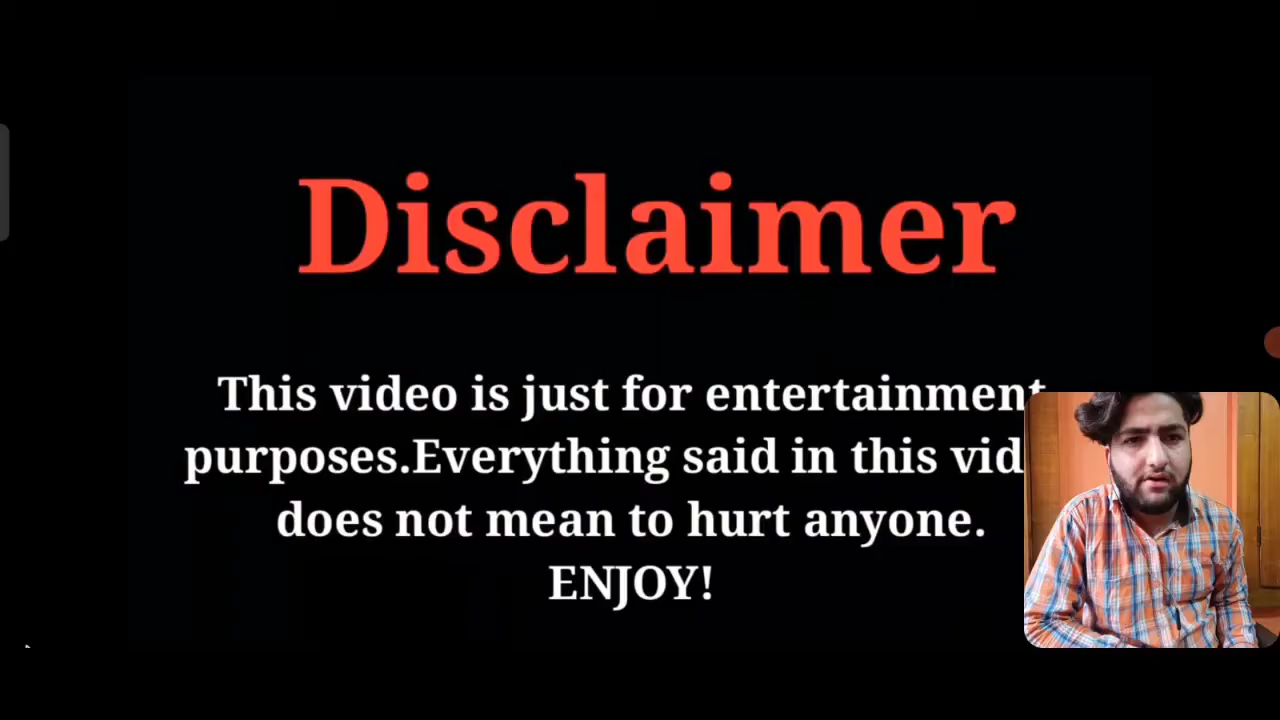 Disclaimer
This video is just for entertainment
purposes.Everything said in this
does not mean to hurt anyone.
ENJOY!